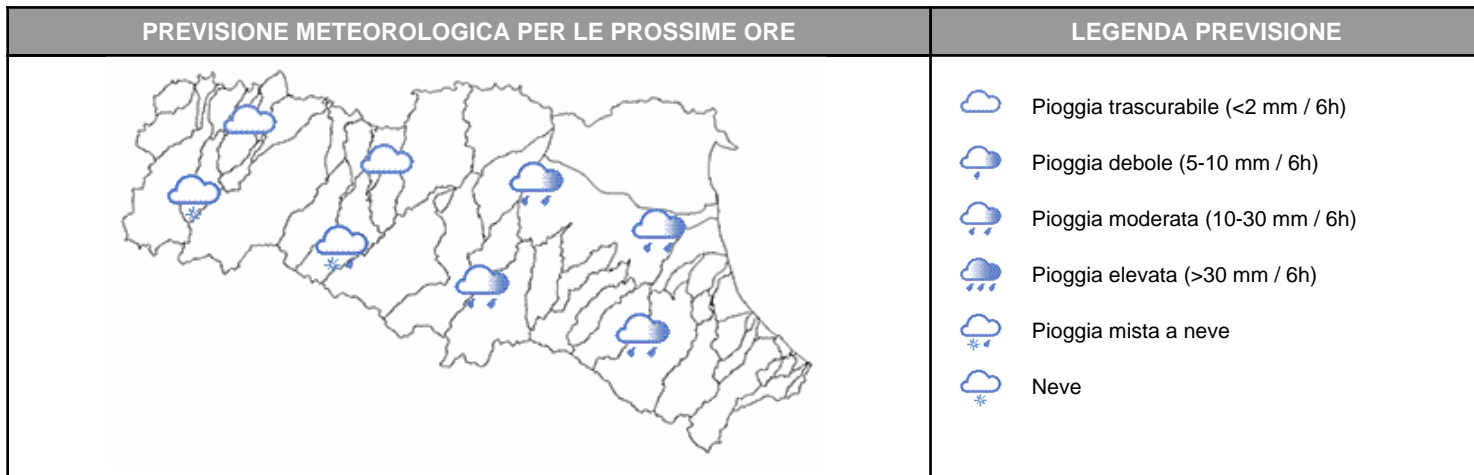 PREVISIONE METEOROLOGICA PER LE PROSSIME ORE
LEGENDA PREVISIONE
Pioggia trascurabile (<2 mm / 6h)
Pioggia debole (5-10 mm / 6h)
Pioggia moderata (10-30 mm / 6h)
Pioggia elevata (>30 mm / 6h)
Pioggia mista a neve
Neve